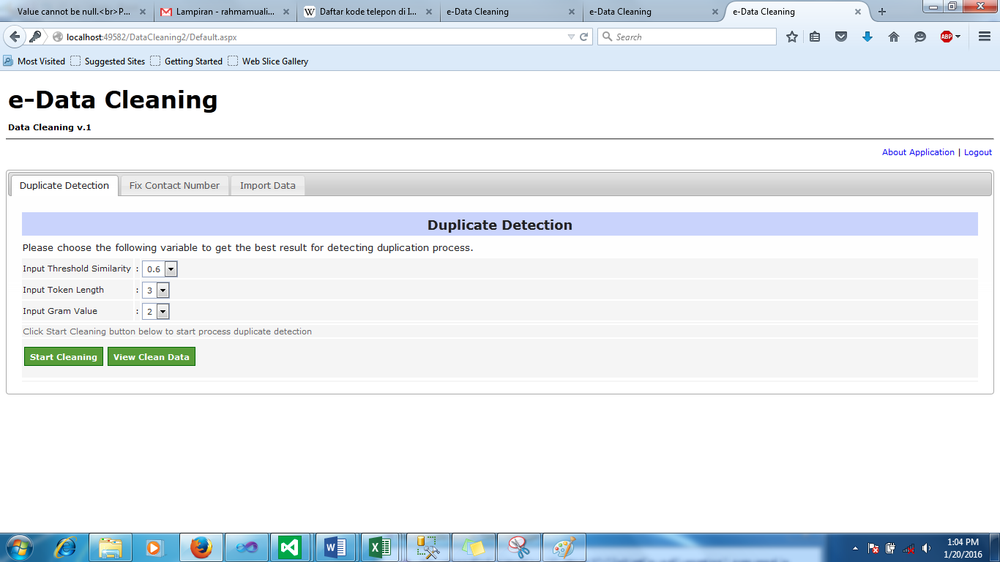 Value cannot be null.<br>P...
Lampiran - rahmamuali...
Daftar kode telepon di I...
e-Data Cleaning
e-Data Cleaning
e-Data Cleaning
localhost:49582/DataCleaning2/Default.aspx
Search
ABP
Most Visited
Suggested Sites
Getting Started
Web Slice Gallery
e-Data Cleaning
Data Cleaning v.1
About Application | Logout
Duplicate Detection
Fix Contact Number
Import Data
Duplicate Detection
Please choose the following variable to get the best result for detecting duplication process.
Input Threshold Similarity : 0.6
Input Token Length : 3
Input Gram Value : 2
Click Start Cleaning button below to start process duplicate detection
Start Cleaning
View Clean Data
1:04 PM
1/20/2016